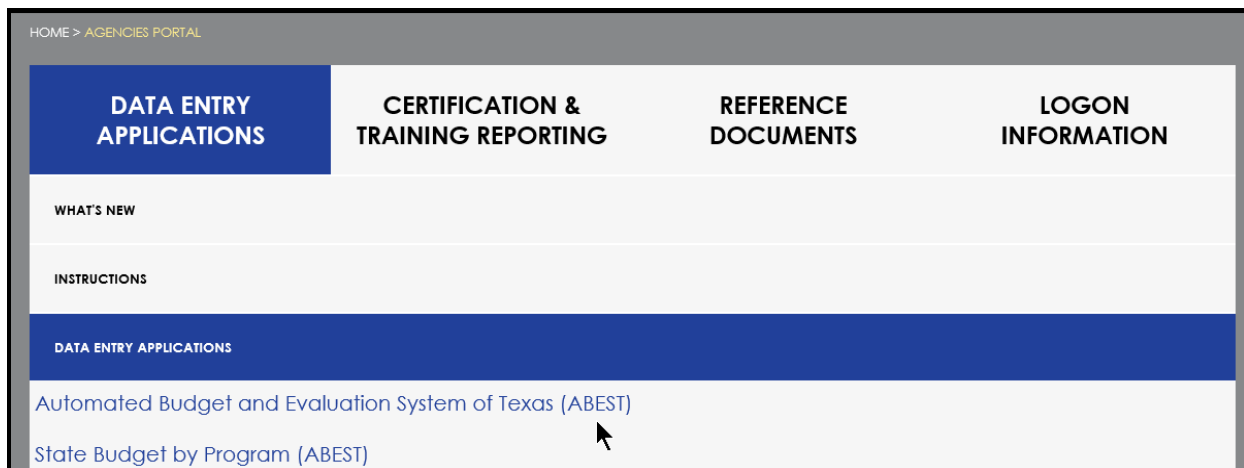 HOME > AGENCIES PORTAL
DATA ENTRY
APPLICATIONS
CERTIFICATION &
TRAINING REPORTING
REFERENCE
DOCUMENTS
LOGON
INFORMATION
WHAT'S NEW
INSTRUCTIONS
DATA ENTRY APPLICATIONS
Automated Budget and Evaluation System of Texas (ABEST)
State Budget by Program (ABEST)